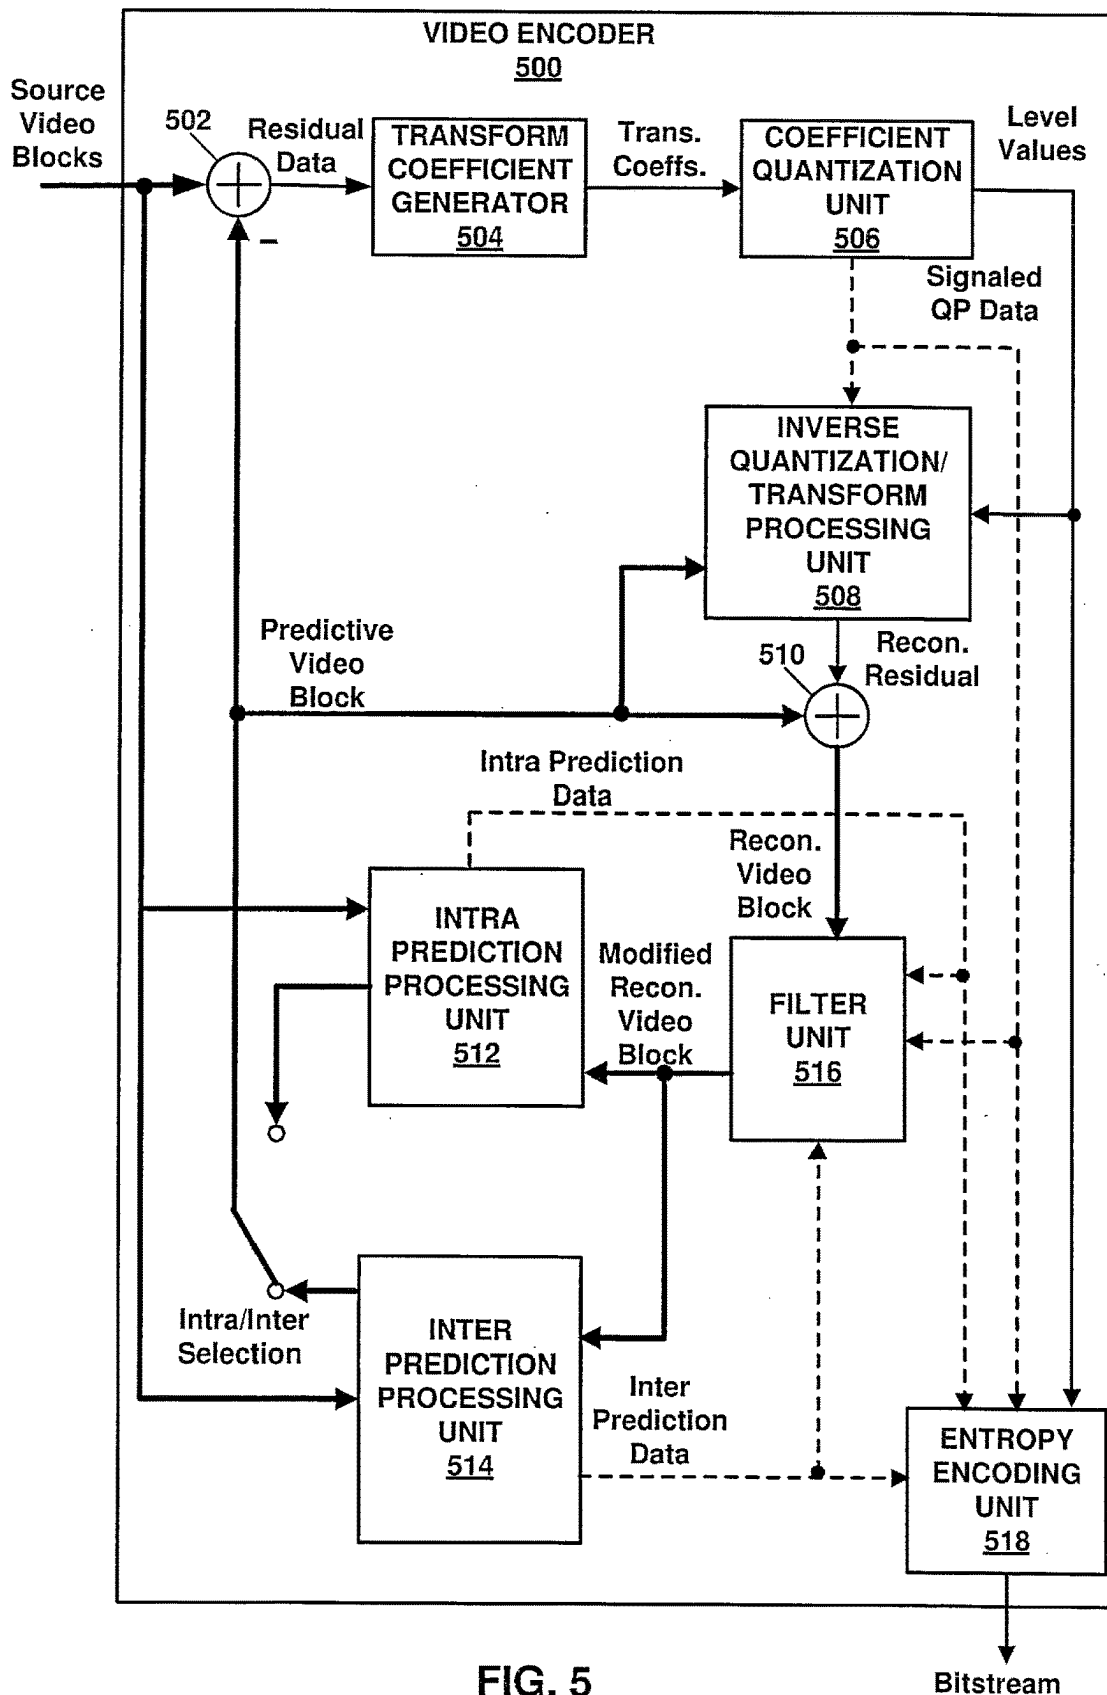 VIDEO ENCODER
500
Source
Video
Blocks
502
Residual
Data
TRANSFORM
COEFFICIENT
GENERATOR
504
Trans.
Coeffs.
COEFFICIENT
QUANTIZATION
UNIT
506
Level
Values
–
Signaled
QP Data
INVERSE
QUANTIZATION/
TRANSFORM
PROCESSING
UNIT
508
Predictive
Video
Block
510
Recon.
Residual
Intra Prediction
Data
Recon.
Video
Block
INTRA
PREDICTION
PROCESSING
UNIT
512
Modified
Recon.
Video
Block
FILTER
UNIT
516
Intra/Inter
Selection
INTER
PREDICTION
PROCESSING
UNIT
514
Inter
Prediction
Data
ENTROPY
ENCODING
UNIT
518
FIG. 5
Bitstream